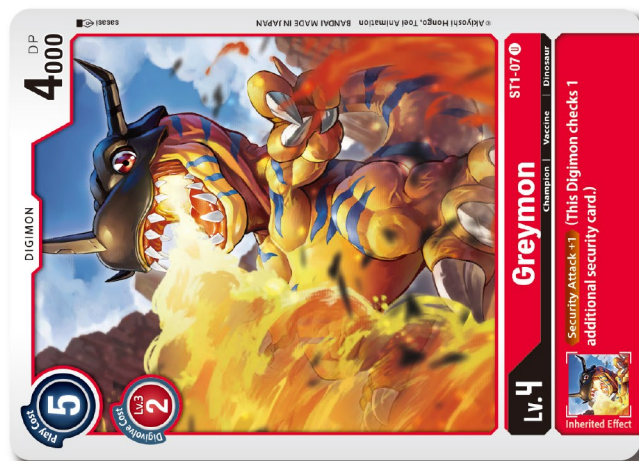 Play Cost
5
Digivolve Cost
Lv.3
2
DIGIMON
DP
4000
sasasi
© Akiyoshi Hongo, Toei Animation BANDAI MADE IN JAPAN
Lv.4
Greymon
ST1-07 U
Champion | Vaccine | Dinosaur
Inherited Effect
Security Attack +1 (This Digimon checks 1
additional security card.)